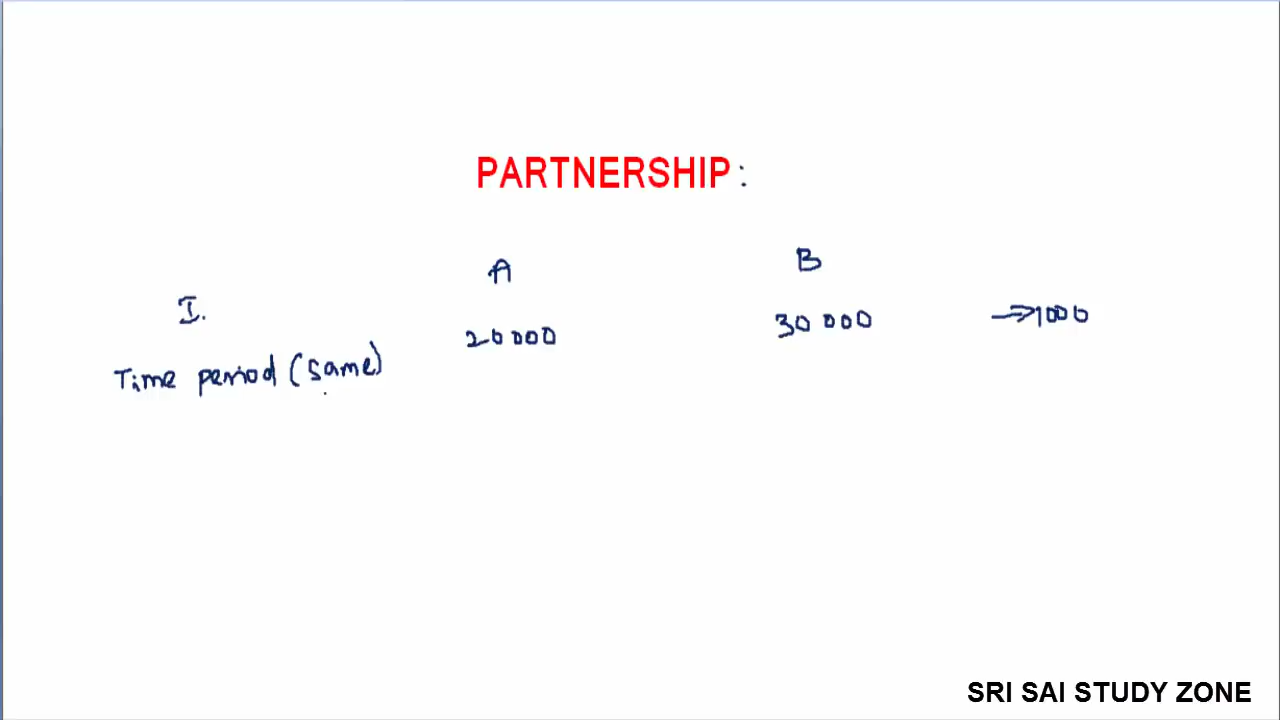 PARTNERSHIP :
A B
I. 20000 30000 →1000
Time period (same)
SRI SAI STUDY ZONE